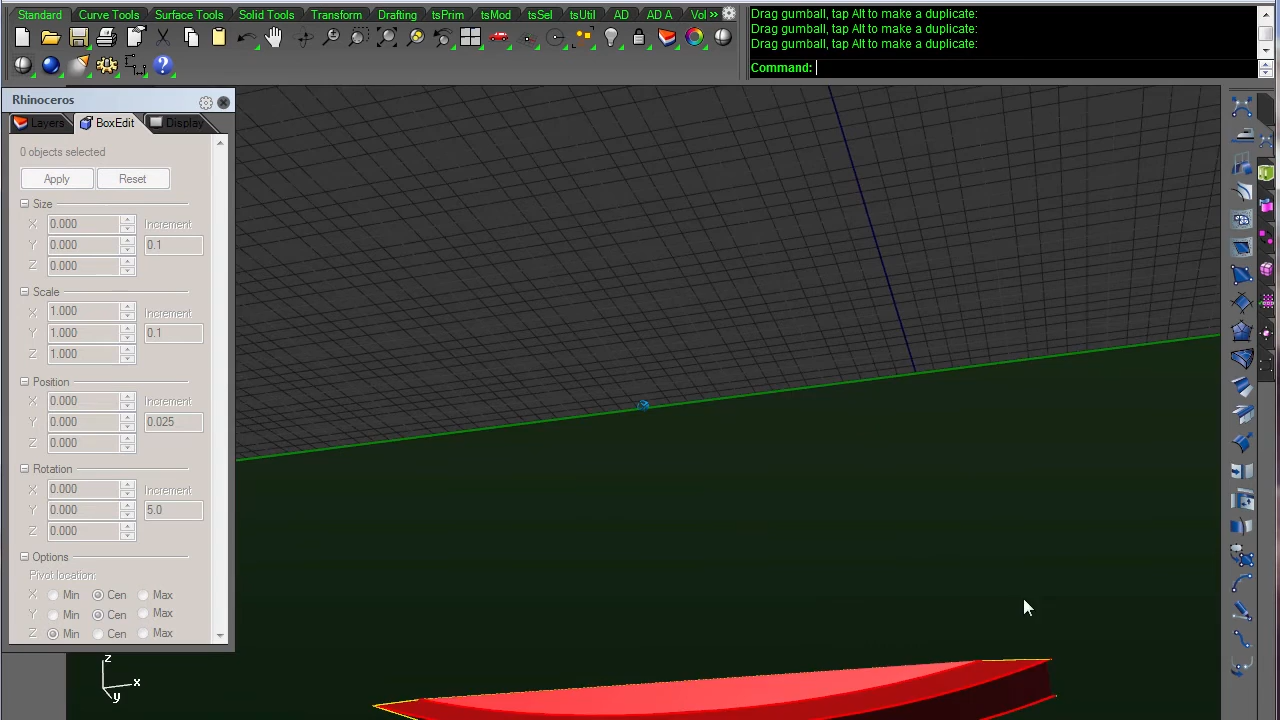 Standard Curve Tools Surface Tools Solid Tools Transform Drafting tsPrim tsMod tsSel tsUtil AD AD A Vol »
Drag gumball, tap Alt to make a duplicate:
Drag gumball, tap Alt to make a duplicate:
Drag gumball, tap Alt to make a duplicate:
Command:
Rhinoceros
Layers BoxEdit Display
0 objects selected
Apply Reset
Size
X 0.000 Increment
Y 0.000 0.1
Z 0.000
Scale
X 1.000 Increment
Y 1.000 0.1
Z 1.000
Position
X 0.000 Increment
Y 0.000 0.025
Z 0.000
Rotation
X 0.000 Increment
Y 0.000 5.0
Z 0.000
Options
Pivot location:
X Min Cen Max
Y Min Cen Max
Z Min Cen Max
z
x
y